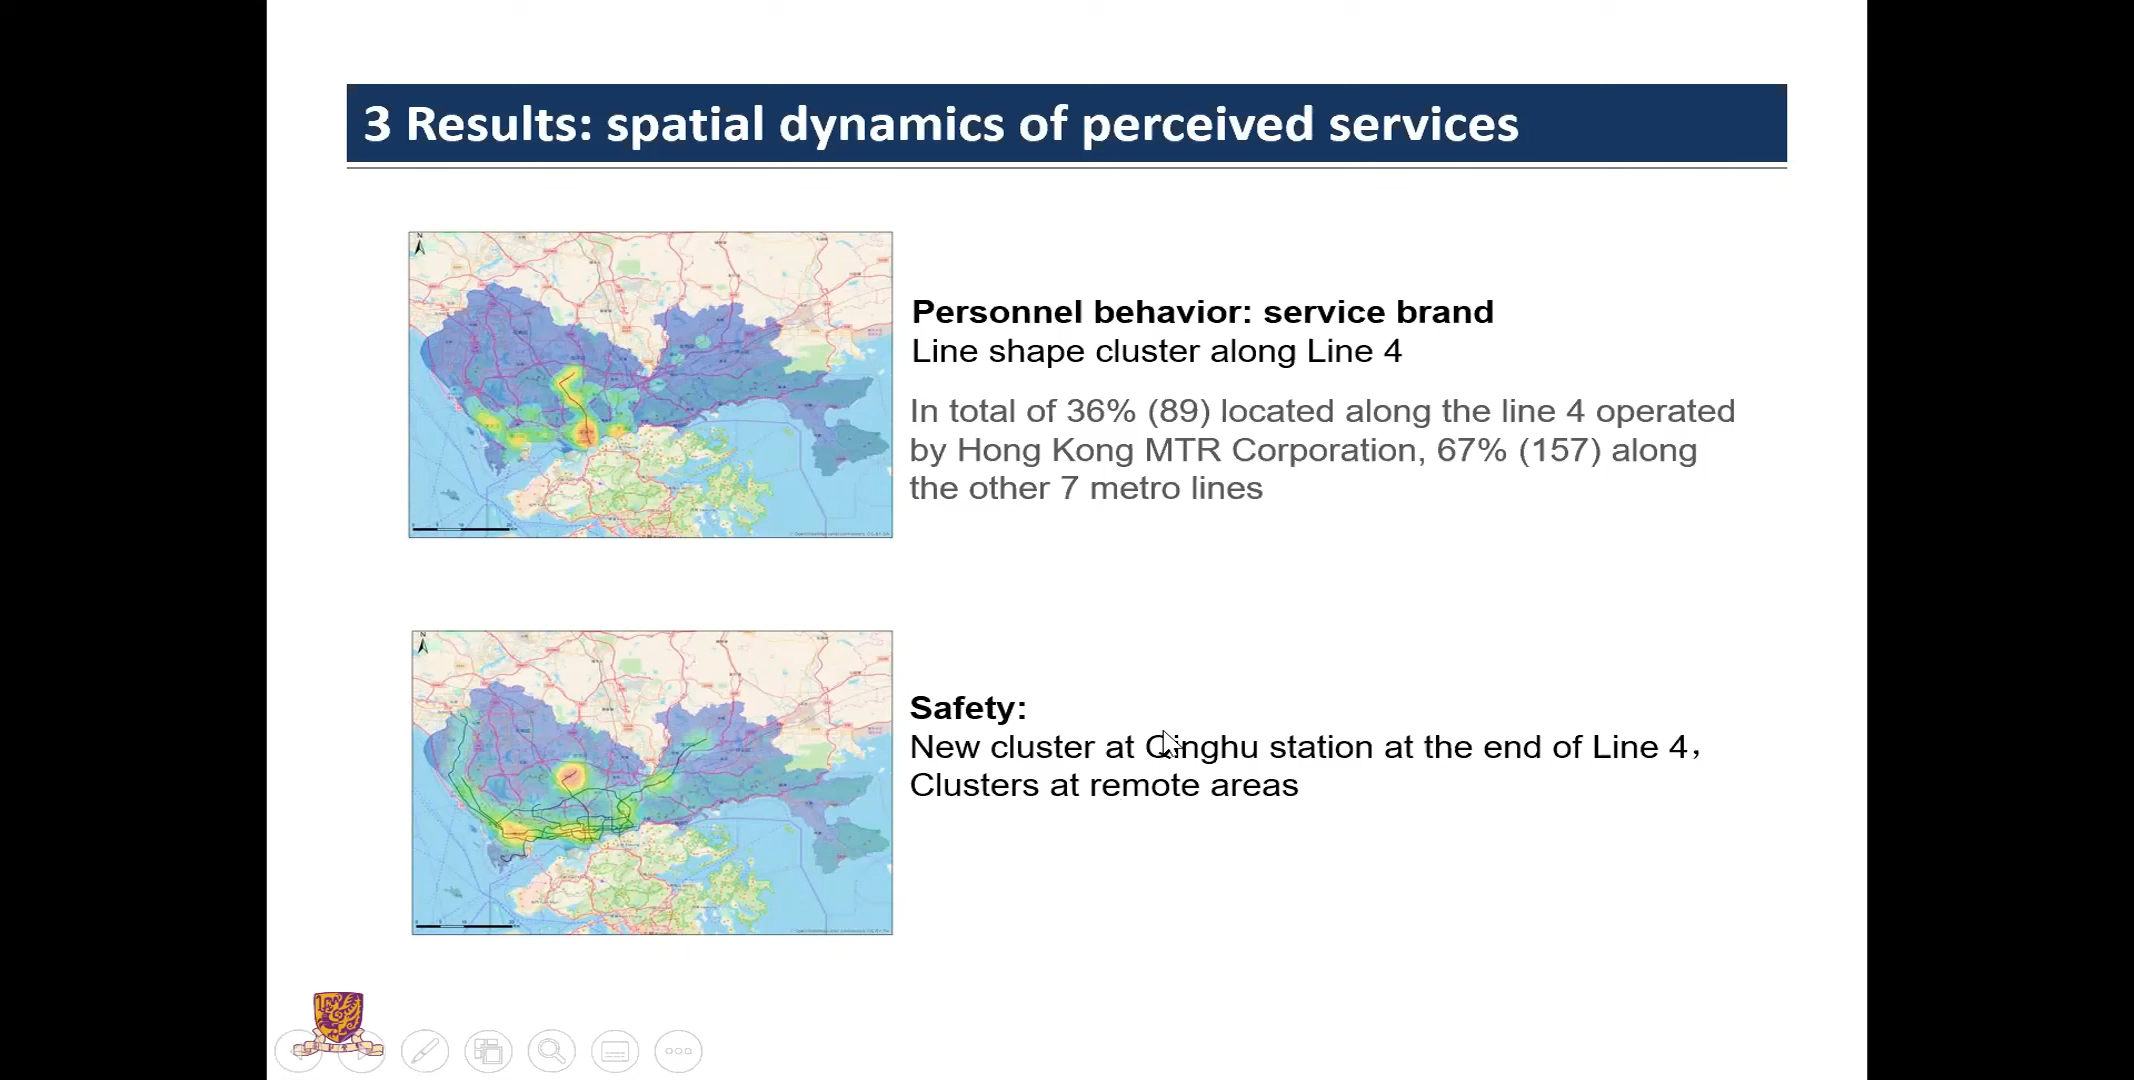 3 Results: spatial dynamics of perceived services
N
Personnel behavior: service brand
Line shape cluster along Line 4
In total of 36% (89) located along the line 4 operated
by Hong Kong MTR Corporation, 67% (157) along
the other 7 metro lines
N
Safety:
New cluster at Qinghu station at the end of Line 4，
Clusters at remote areas